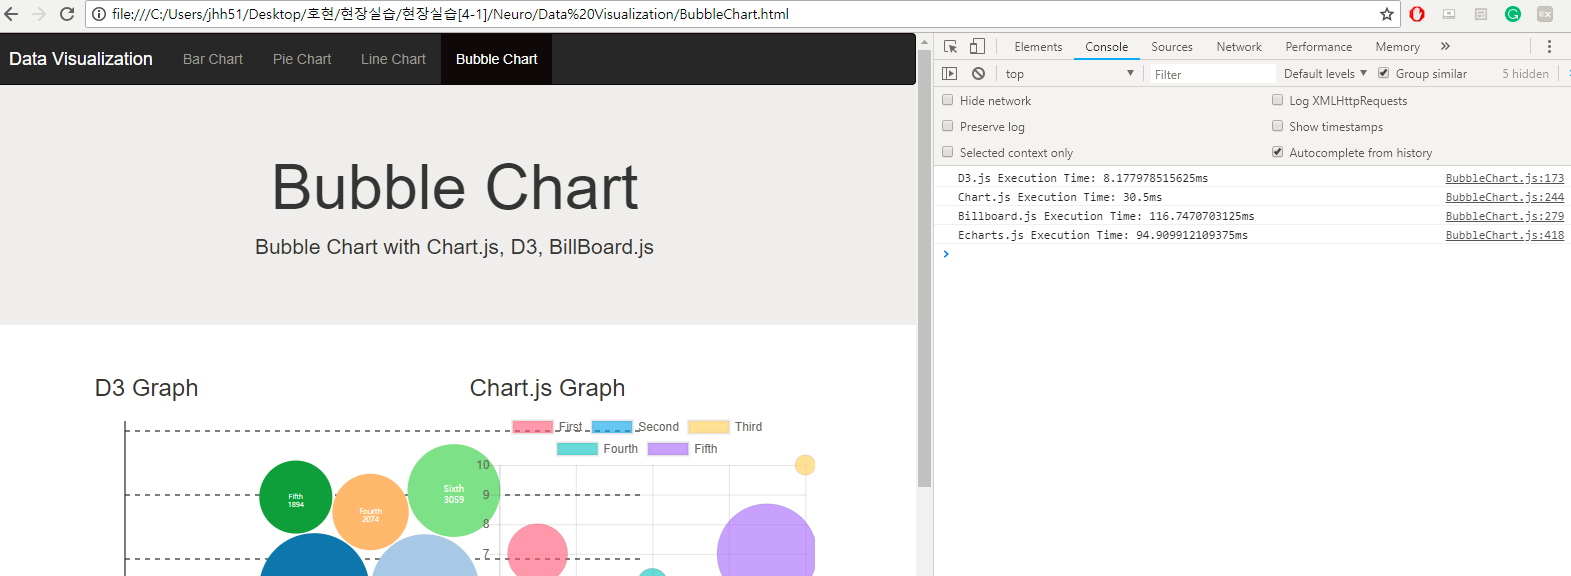 file:///C:/Users/jhh51/Desktop/호현/현장실습/현장실습[4-1]/Neuro/Data%20Visualization/BubbleChart.html
Data Visualization Bar Chart Pie Chart Line Chart Bubble Chart
Bubble Chart
Bubble Chart with Chart.js, D3, BillBoard.js
D3 Graph
Fifth
1894
Fourth
2074
Sixth
3059
Chart.js Graph
First Second Third
Fourth Fifth
10
9
8
7
Elements Console Sources Network Performance Memory »
top Filter Default levels Group similar 5 hidden
Hide network Log XMLHttpRequests
Preserve log Show timestamps
Selected context only Autocomplete from history
D3.js Execution Time: 8.177978515625ms BubbleChart.js:173
Chart.js Execution Time: 30.5ms BubbleChart.js:244
Billboard.js Execution Time: 116.7470703125ms BubbleChart.js:279
Echarts.js Execution Time: 94.909912109375ms BubbleChart.js:418